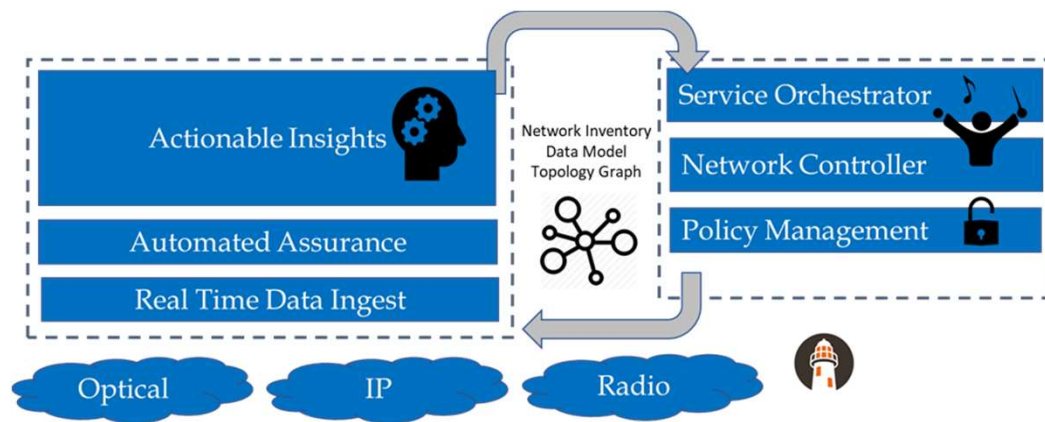 Actionable Insights
Automated Assurance
Real Time Data Ingest
Network Inventory
Data Model
Topology Graph
Service Orchestrator
Network Controller
Policy Management
Optical
IP
Radio